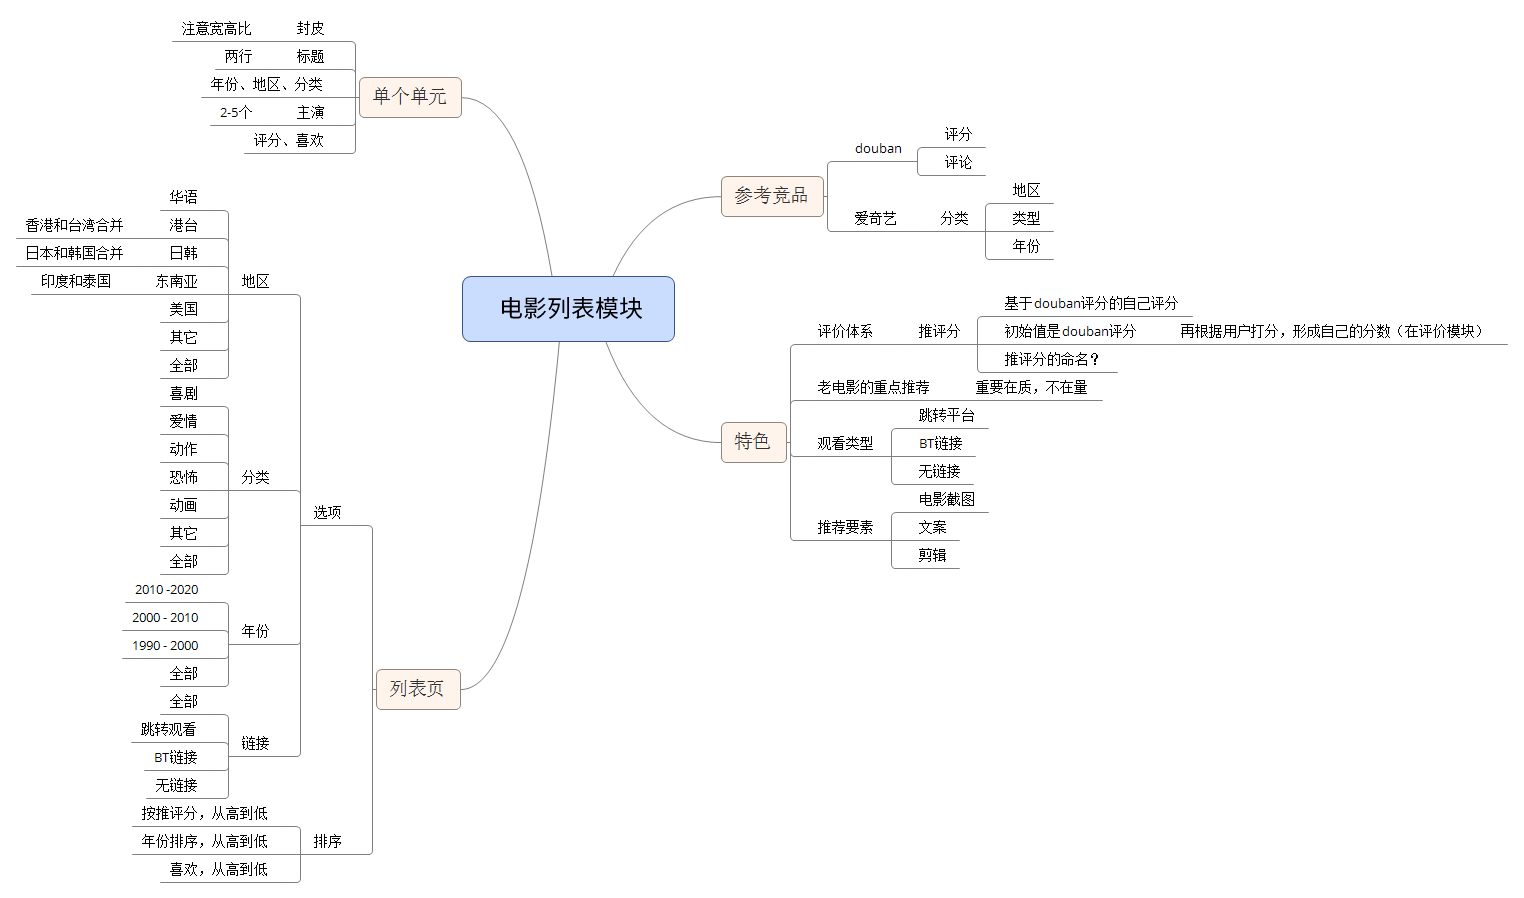 电影列表模块
单个单元
封皮
注意宽高比
标题
两行
年份、地区、分类
主演
2-5个
评分、喜欢
参考竞品
douban
评分
评论
爱奇艺
分类
地区
类型
年份
特色
评价体系
推评分
基于douban评分的自己评分
初始值是douban评分
再根据用户打分，形成自己的分数（在评价模块）
推评分的命名？
老电影的重点推荐
重要在质，不在量
观看类型
跳转平台
BT链接
无链接
推荐要素
电影截图
文案
剪辑
列表页
选项
地区
华语
港台
香港和台湾合并
日韩
日本和韩国合并
东南亚
印度和泰国
美国
其它
全部
分类
喜剧
爱情
动作
恐怖
动画
其它
全部
年份
2010 -2020
2000 - 2010
1990 - 2000
全部
链接
全部
跳转观看
BT链接
无链接
排序
按推评分，从高到低
年份排序，从高到低
喜欢，从高到低